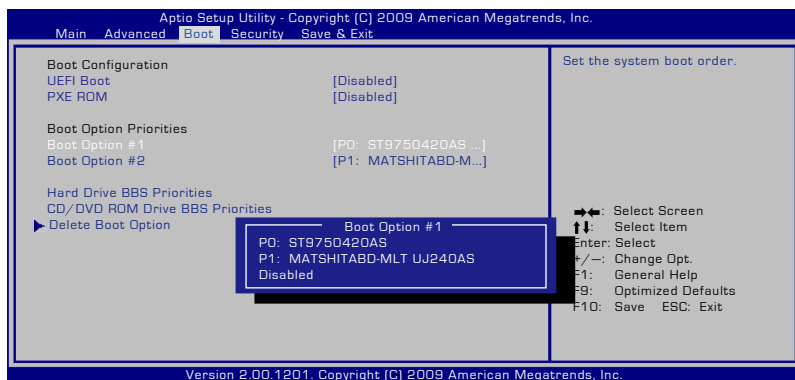 Aptio Setup Utility - Copyright (C) 2009 American Megatrends, Inc.
Main Advanced Boot Security Save & Exit
Boot Configuration
UEFI Boot [Disabled]
PXE ROM [Disabled]
Boot Option Priorities
Boot Option #1 [P0: ST9750420AS ...]
Boot Option #2 [P1: MATSHITABD-M...]
Hard Drive BBS Priorities
CD/DVD ROM Drive BBS Priorities
Delete Boot Option
Boot Option #1
P0: ST9750420AS
P1: MATSHITABD-MLT UJ240AS
Disabled
Set the system boot order.
→←: Select Screen
↑↓: Select Item
Enter: Select
+/—: Change Opt.
F1: General Help
F9: Optimized Defaults
F10: Save ESC: Exit
Version 2.00.1201. Copyright (C) 2009 American Megatrends, Inc.